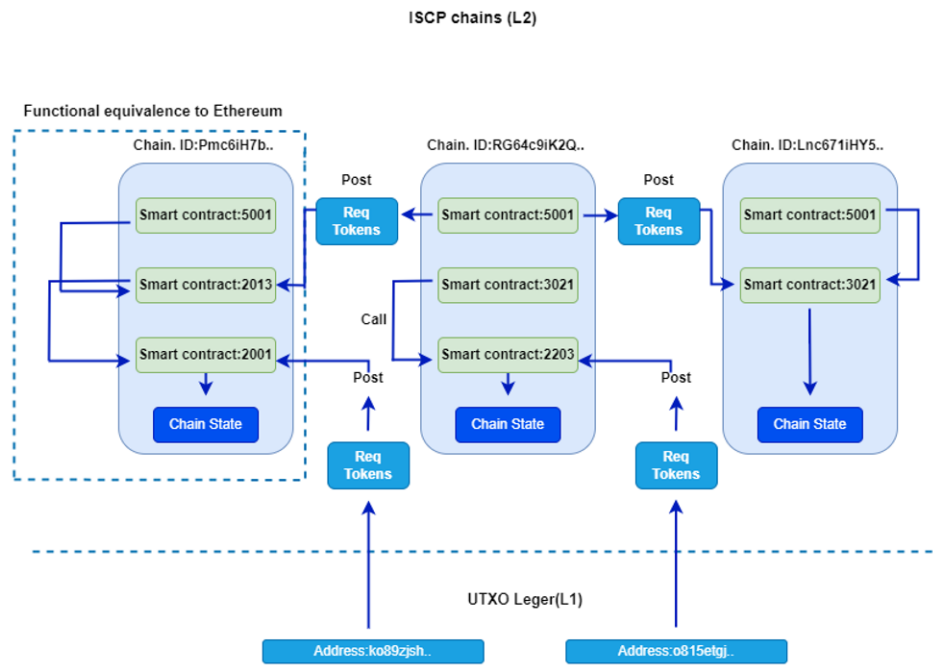 ISCP chains (L2)
Functional equivalence to Ethereum
Chain. ID:Pmc6iH7b..
Chain. ID:RG64c9iK2Q..
Chain. ID:Lnc671iHY5..
Post
Post
Smart contract:5001
Req
Tokens
Smart contract:5001
Req
Tokens
Smart contract:5001
Smart contract:2013
Smart contract:3021
Smart contract:3021
Call
Smart contract:2001
Smart contract:2203
Post
Post
Chain State
Chain State
Chain State
Req
Tokens
Req
Tokens
UTXO Leger(L1)
Address:ko89zjsh..
Address:o815etgj..